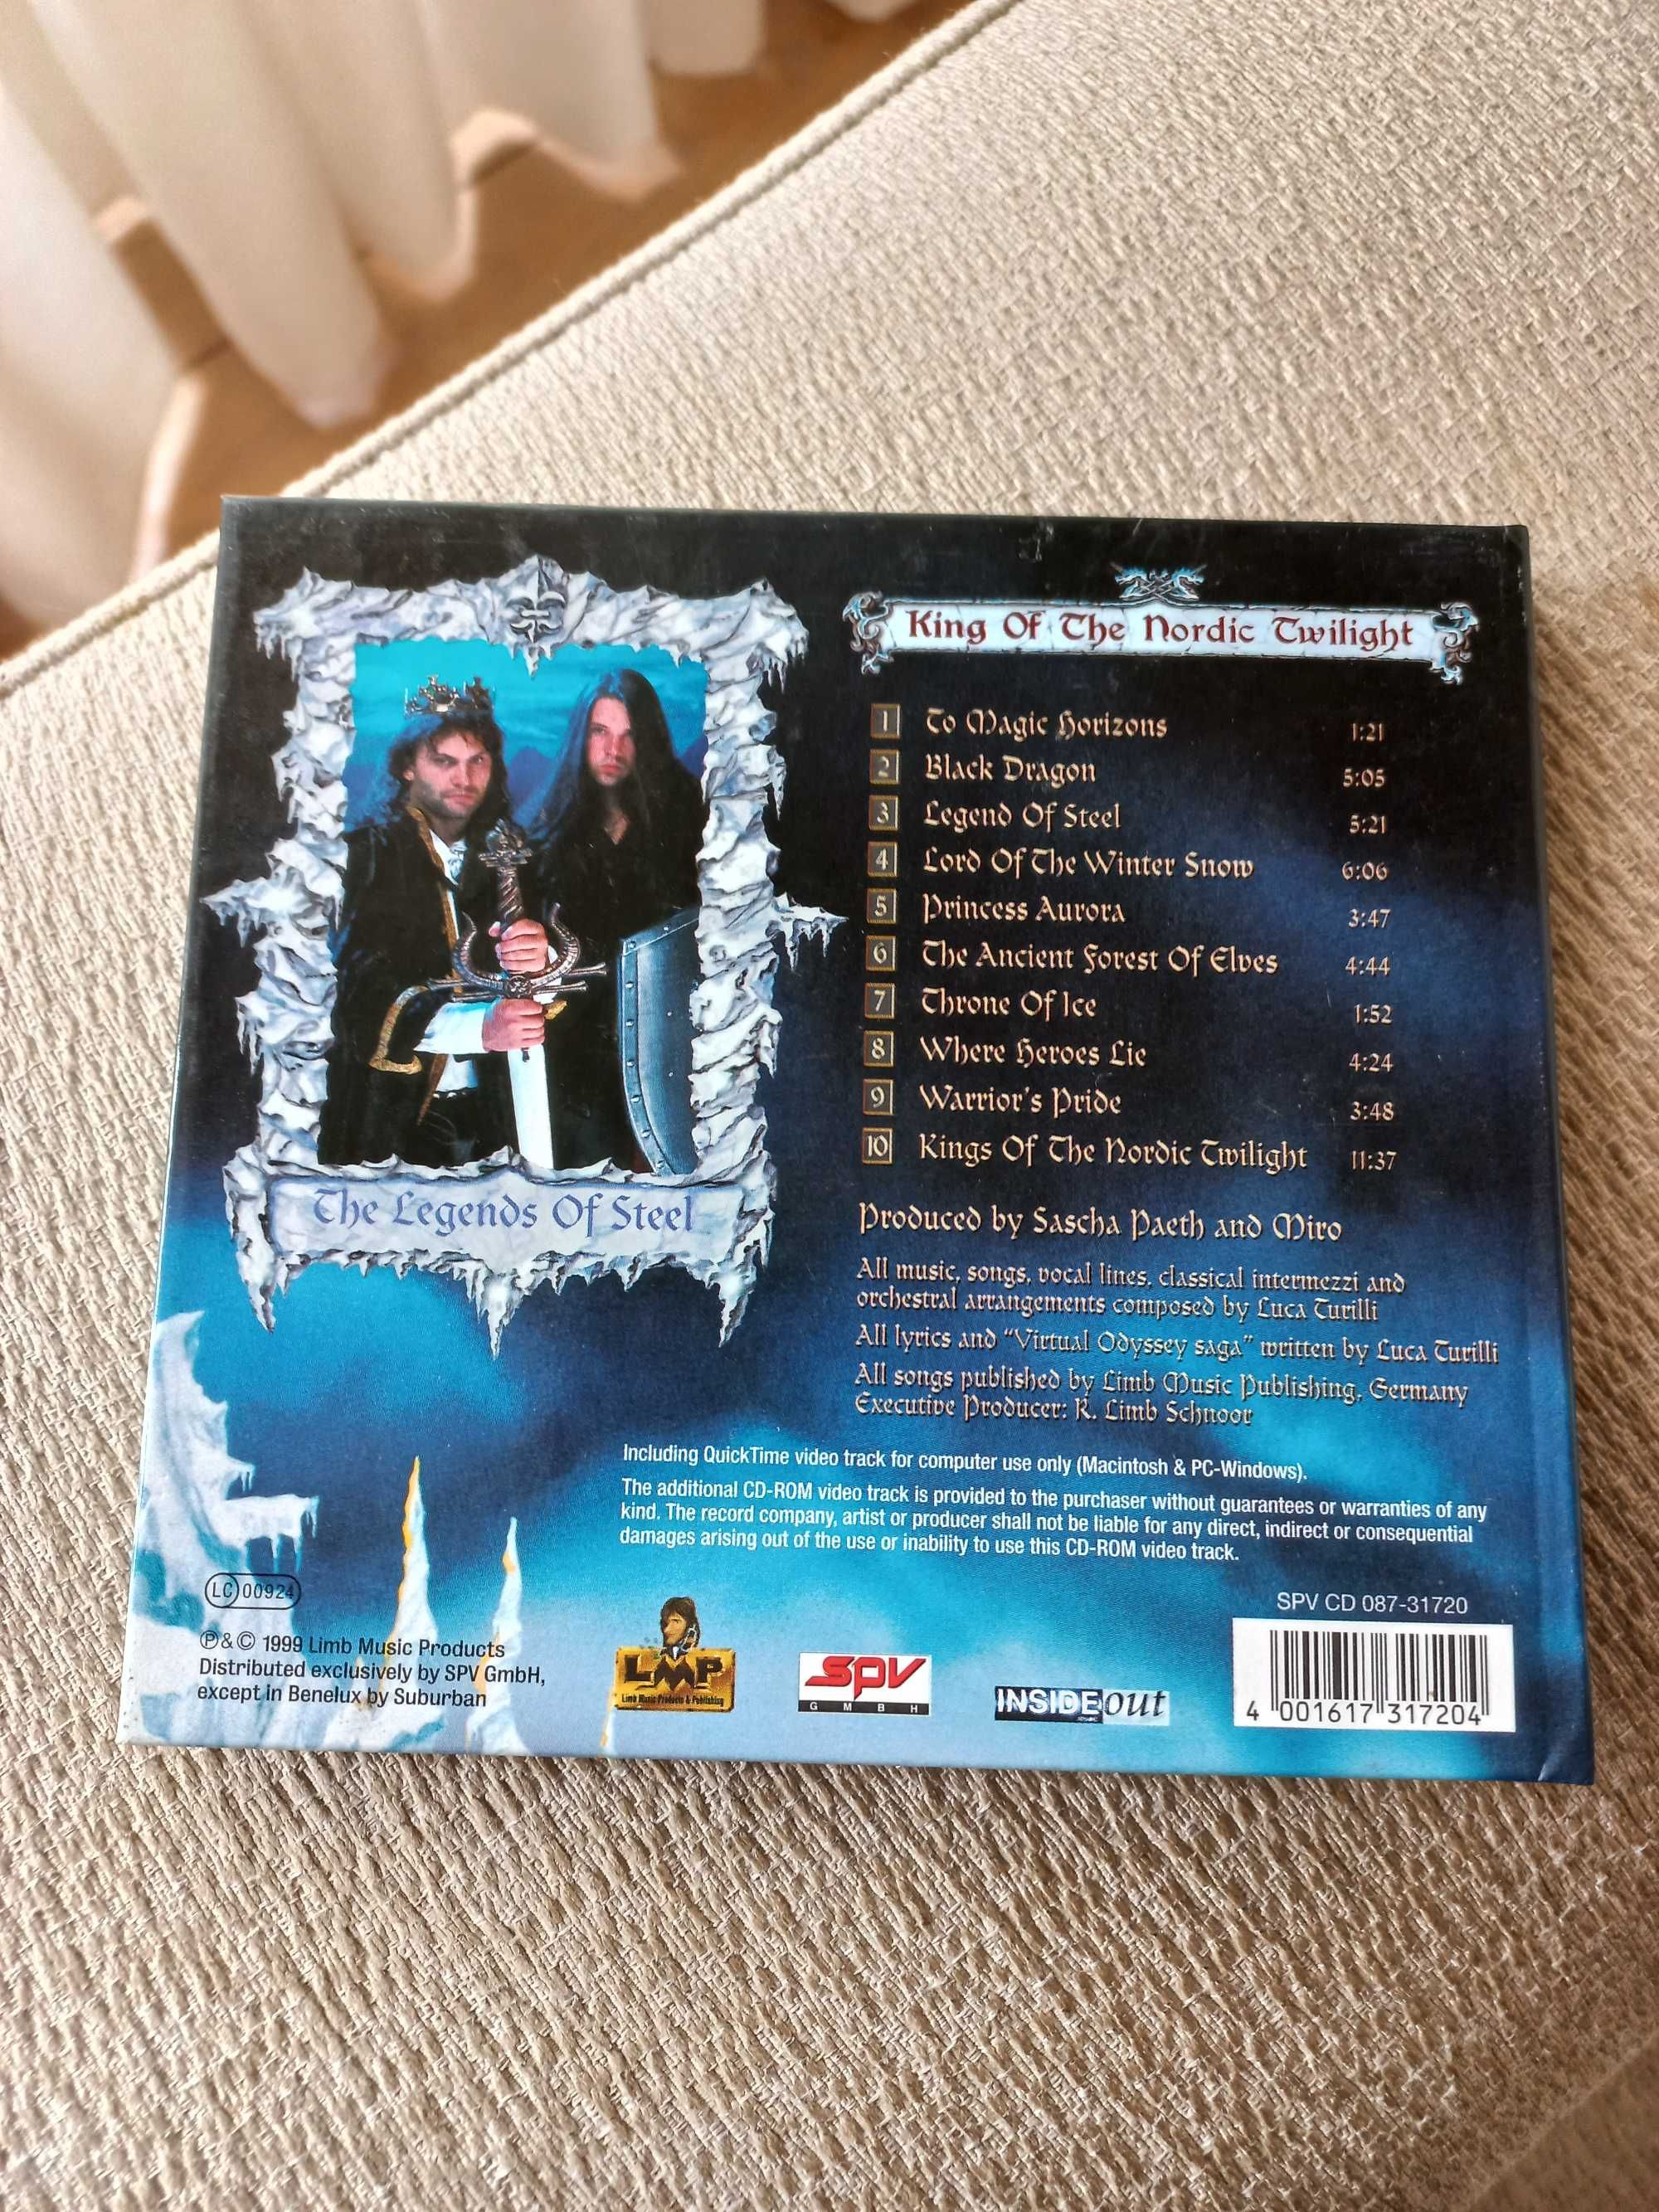 King Of The Nordic Twilight
1 To Magic Horizons 1:21
2 Black Dragon 5:05
3 Legend Of Steel 5:21
4 Lord Of The Winter Snow 6:06
5 Princess Aurora 3:47
6 The Ancient Forest Of Elves 4:44
7 Throne Of Ice 1:52
8 Where Heroes Lie 4:24
9 Warrior's Pride 3:48
10 Kings Of The Nordic Twilight 11:37
The Legends Of Steel
Produced by Sascha Paeth and Miro
All music, songs, vocal lines, classical intermezzi and
orchestral arrangements composed by Luca Turilli
All lyrics and "Virtual Odyssey saga" written by Luca Turilli
All songs published by Limb Music Publishing, Germany
Executive Producer: R. Limb Schnoor
Including QuickTime video track for computer use only (Macintosh & PC-Windows).
The additional CD-ROM video track is provided to the purchaser without guarantees or warranties of any
kind. The record company, artist or producer shall not be liable for any direct, indirect or consequential
damages arising out of the use or inability to use this CD-ROM video track.
LC 00924
℗&© 1999 Limb Music Products
Distributed exclusively by SPV GmbH,
except in Benelux by Suburban
LMP
Limb Music Products & Publishing
SPV
GMBH
INSIDEout
SPV CD 087-31720
4 001617 317204